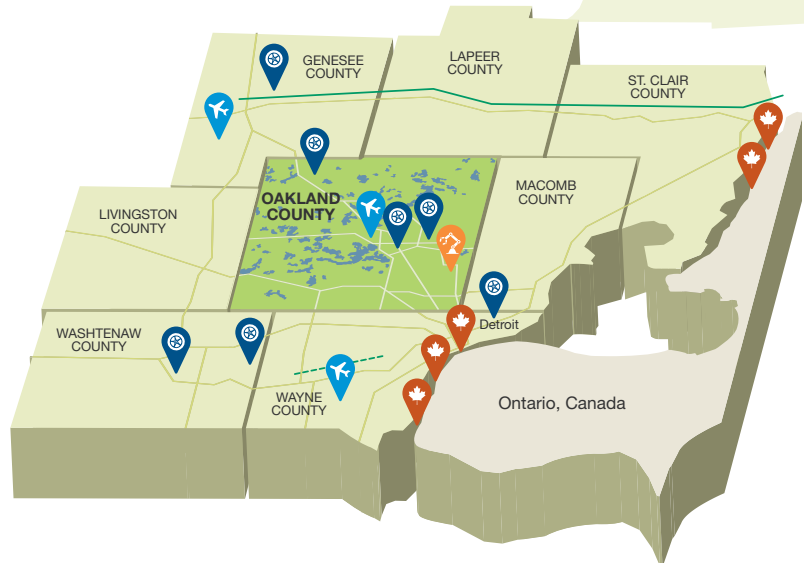 GENESEE
COUNTY
LAPEER
COUNTY
ST. CLAIR
COUNTY
OAKLAND
COUNTY
MACOMB
COUNTY
LIVINGSTON
COUNTY
WASHTENAW
COUNTY
Detroit
WAYNE
COUNTY
Ontario, Canada